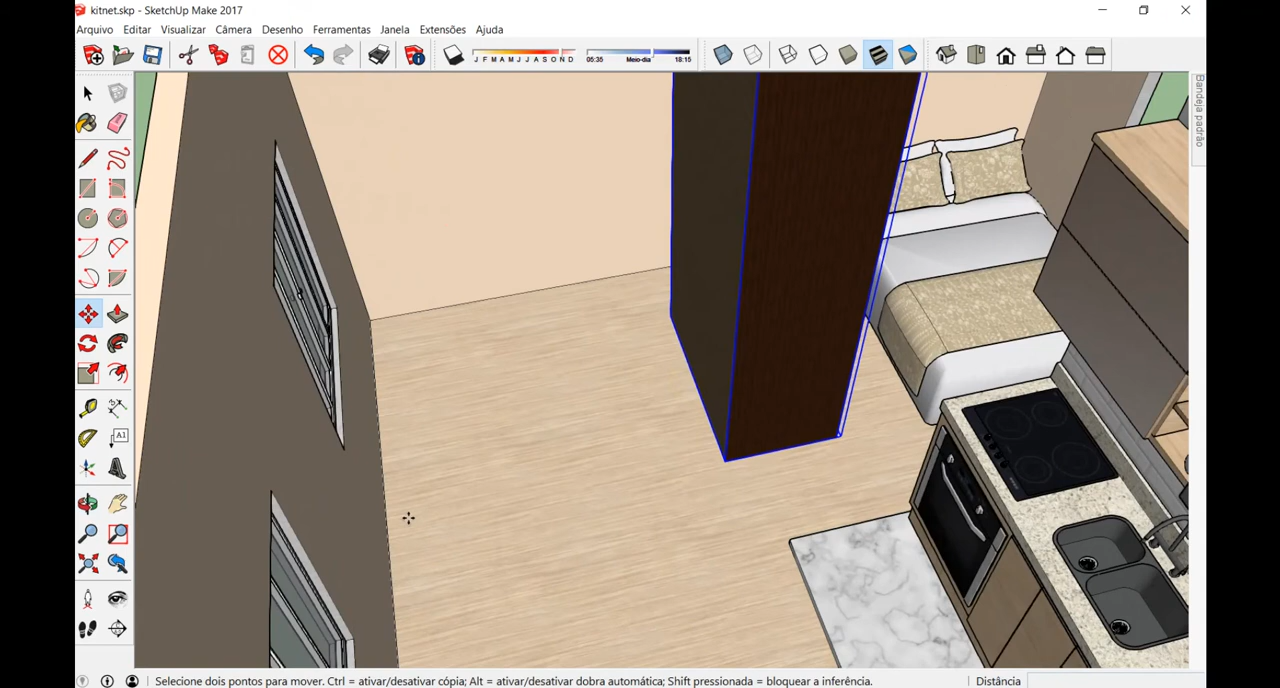 kitnet.skp - SketchUp Make 2017
Arquivo Editar Visualizar Câmera Desenho Ferramentas Janela Extensões Ajuda
J F M A M J J A S O N D 05:35 Meio-dia 18:15
Bandeja padrão
A1
Selecione dois pontos para mover. Ctrl = ativar/desativar cópia; Alt = ativar/desativar dobra automática; Shift pressionada = bloquear a inferência. Distância